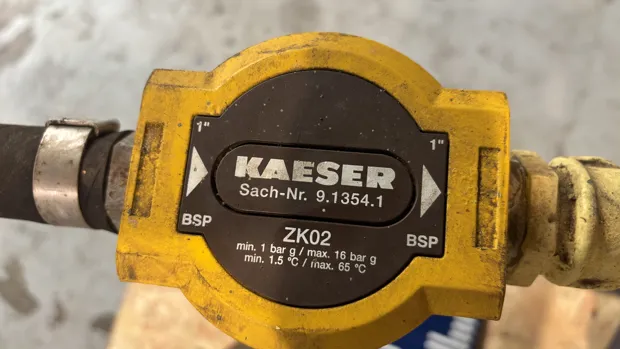 1"
1"
KAESER
Sach-Nr. 9.1354.1
BSP
BSP
ZK02
min. 1 bar g / max. 16 bar g
min. 1.5 °C / max. 65 °C